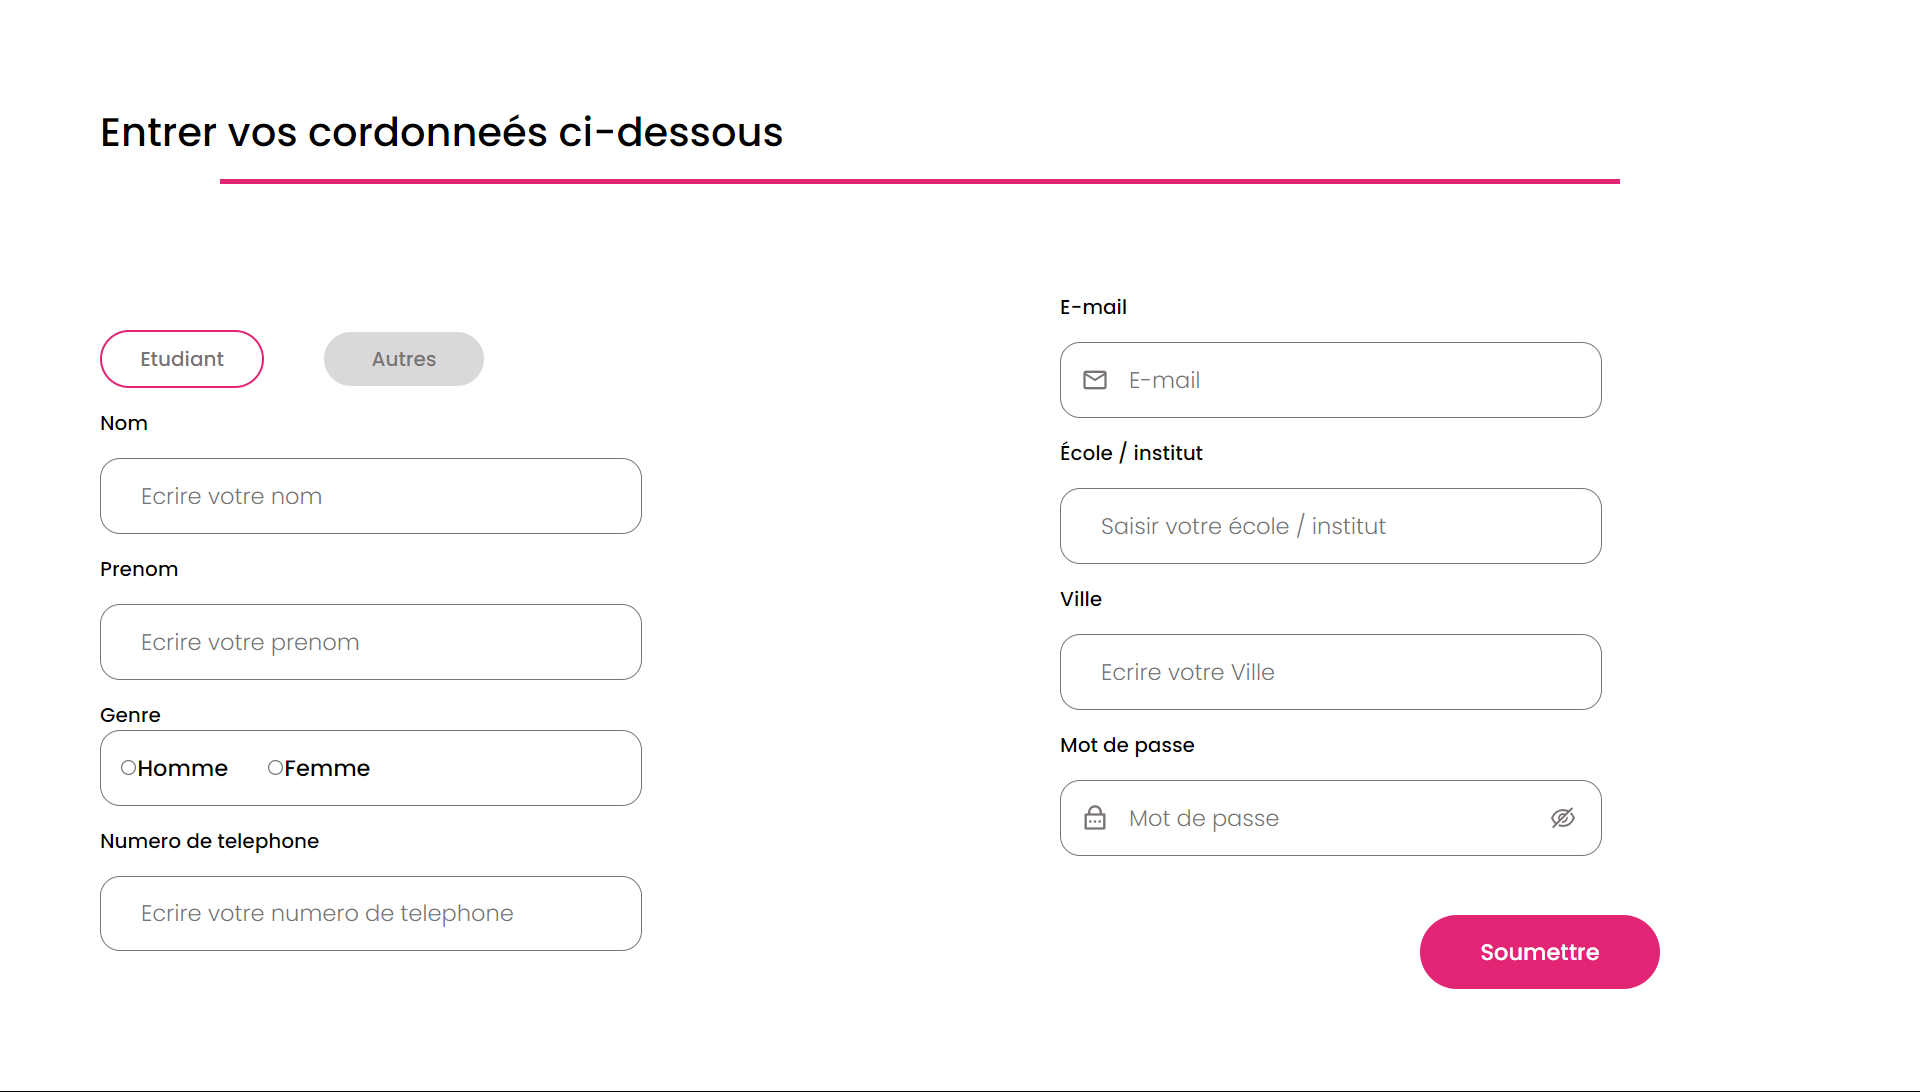 Entrer vos cordonneés ci-dessous
Etudiant
Autres
Nom
Ecrire votre nom
Prenom
Ecrire votre prenom
Genre
Homme
Femme
Numero de telephone
Ecrire votre numero de telephone
E-mail
E-mail
École / institut
Saisir votre école / institut
Ville
Ecrire votre Ville
Mot de passe
Mot de passe
Soumettre